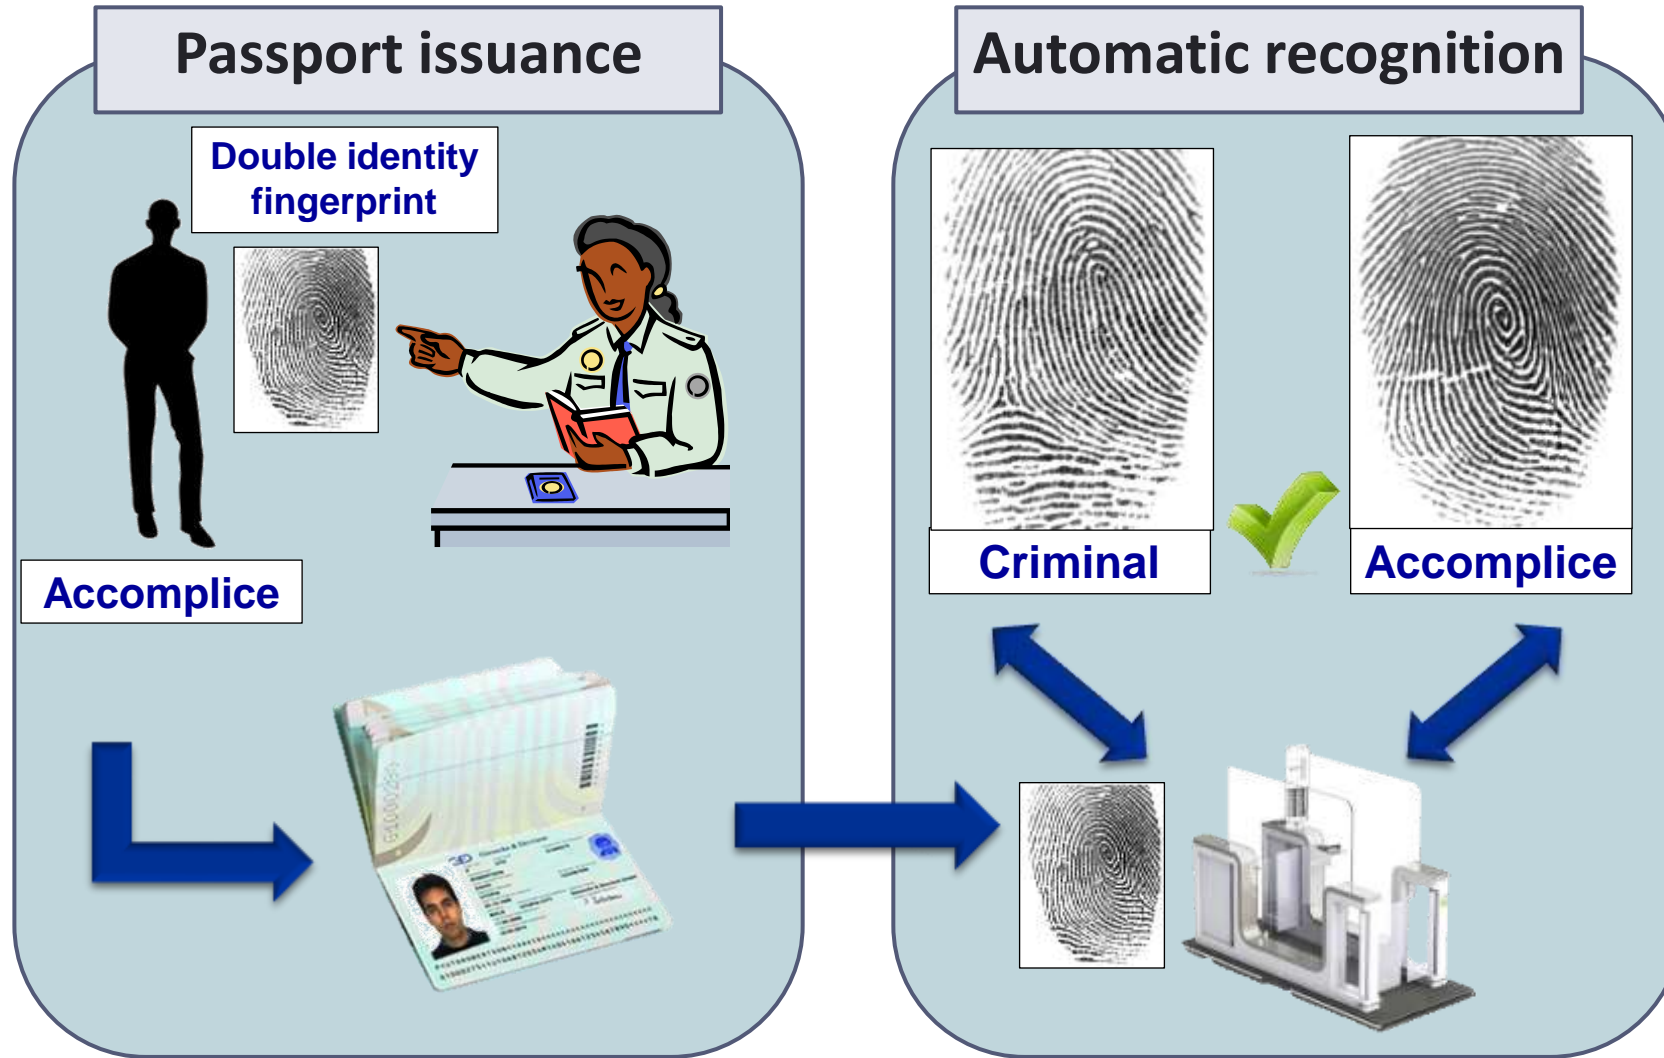 Passport issuance
Double identity
fingerprint
Accomplice
Automatic recognition
Criminal
Accomplice